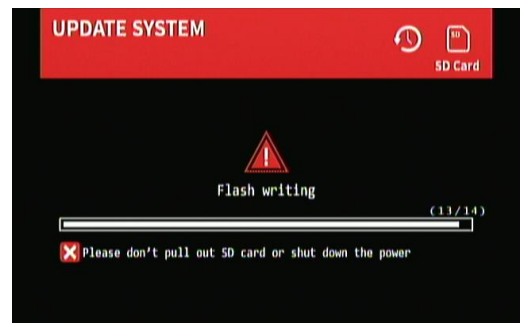 UPDATE SYSTEM
SD
SD Card
Flash writing
(13/14)
Please don't pull out SD card or shut down the power